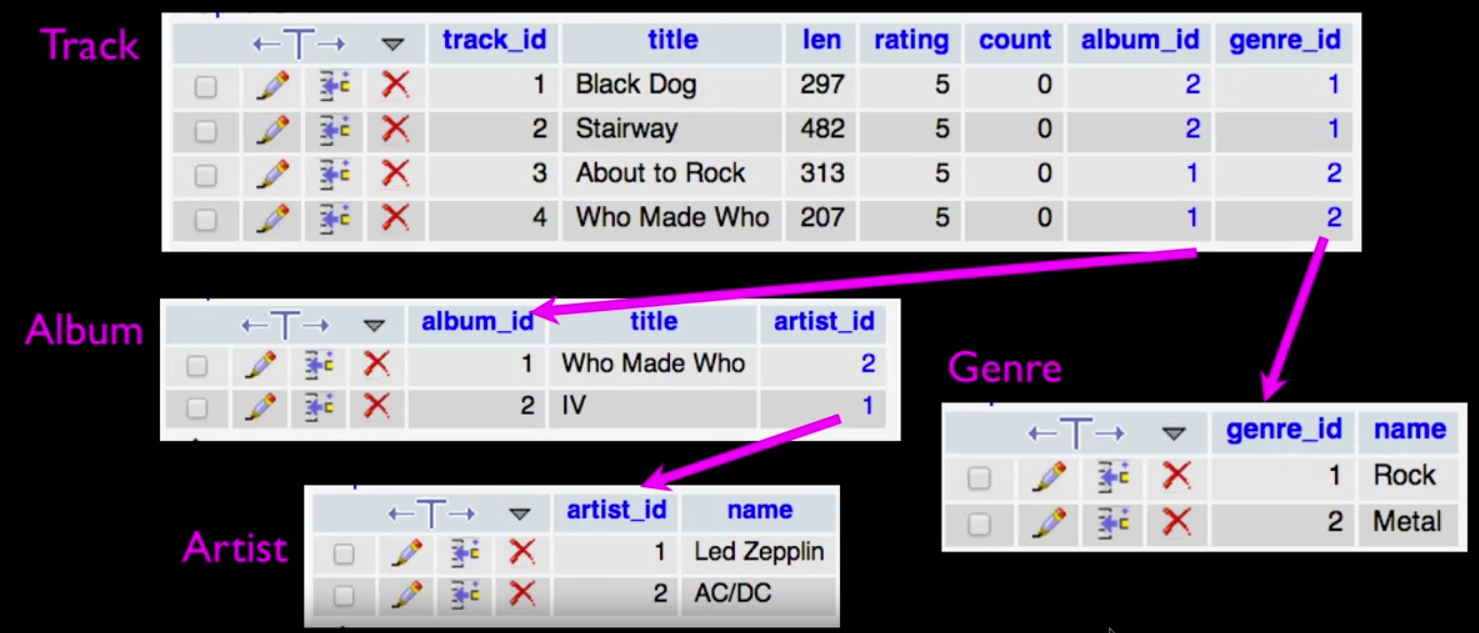 Track
track_id title len rating count album_id genre_id
1 Black Dog 297 5 0 2 1
2 Stairway 482 5 0 2 1
3 About to Rock 313 5 0 1 2
4 Who Made Who 207 5 0 1 2
Album
album_id title artist_id
1 Who Made Who 2
2 IV 1
Genre
genre_id name
1 Rock
2 Metal
Artist
artist_id name
1 Led Zepplin
2 AC/DC